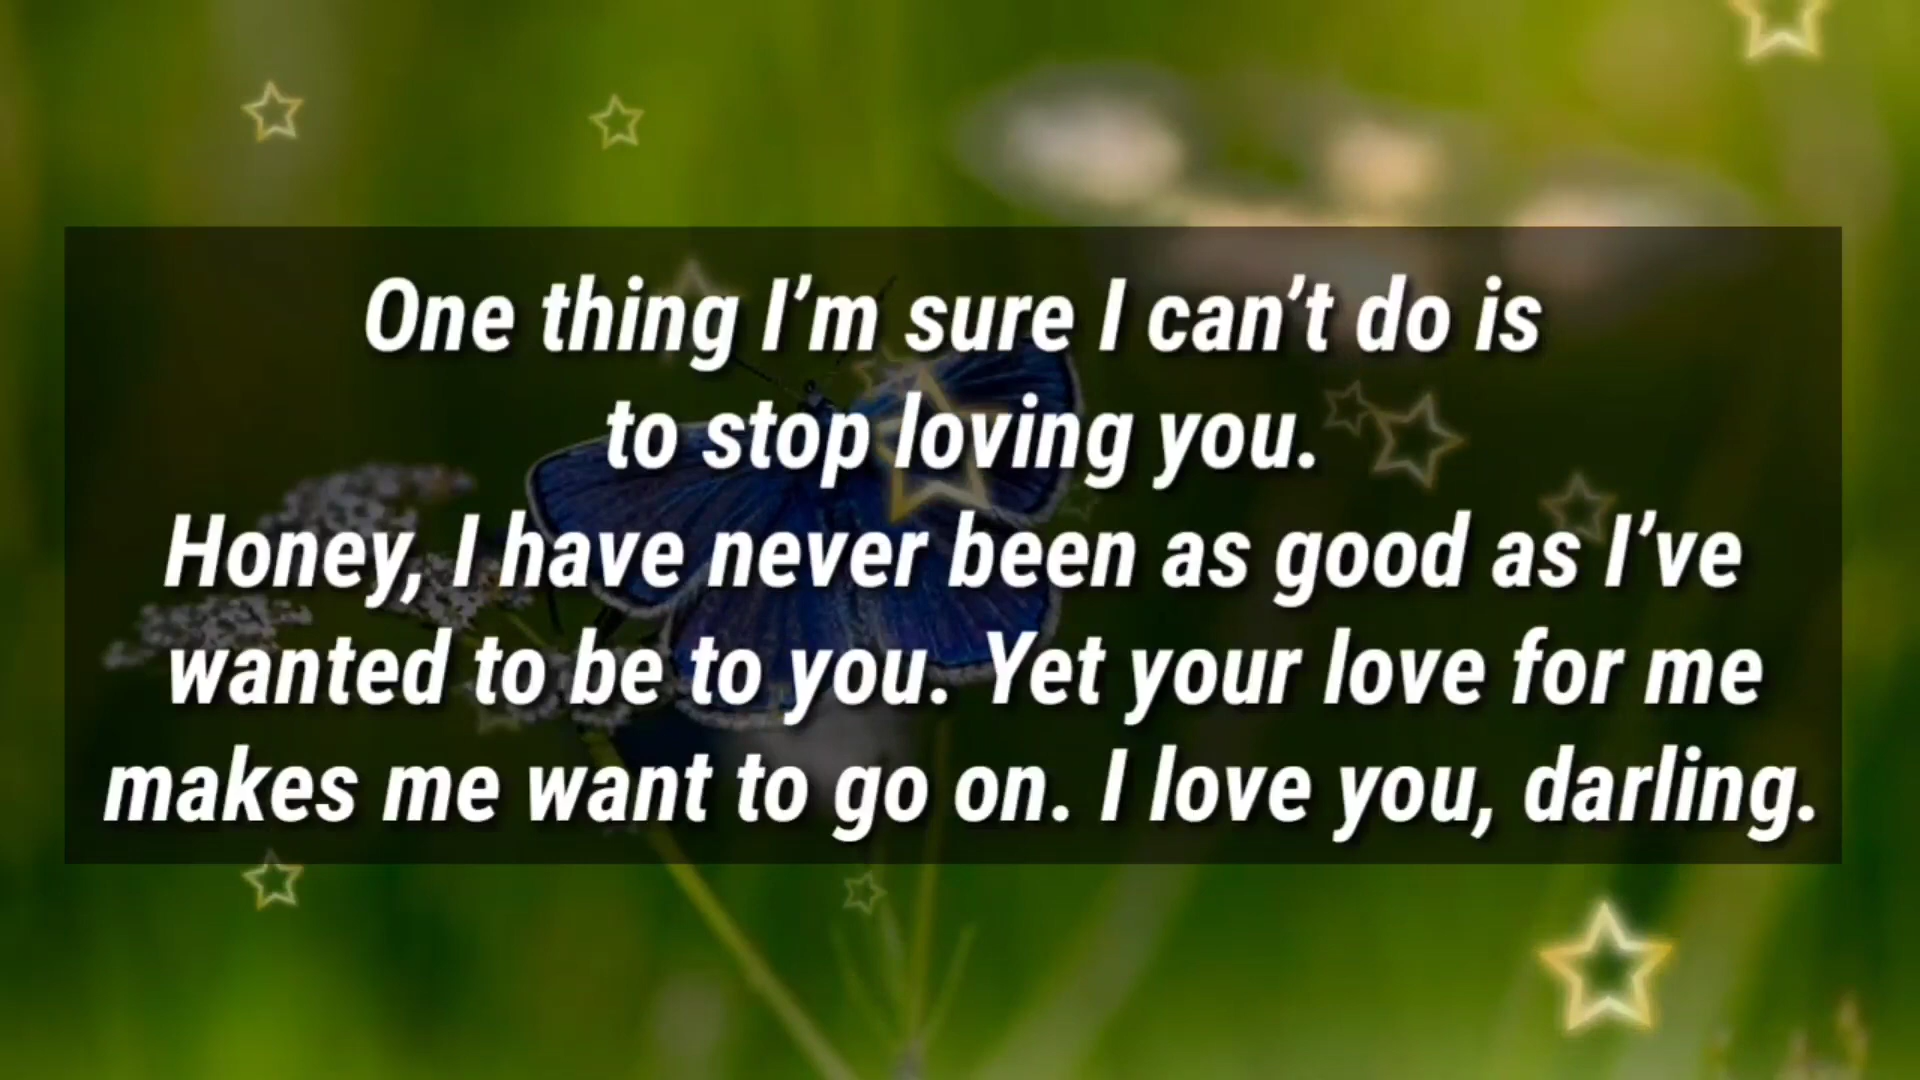 One thing I’m sure I can’t do is
to stop loving you.
Honey, I have never been as good as I’ve
wanted to be to you. Yet your love for me
makes me want to go on. I love you, darling.